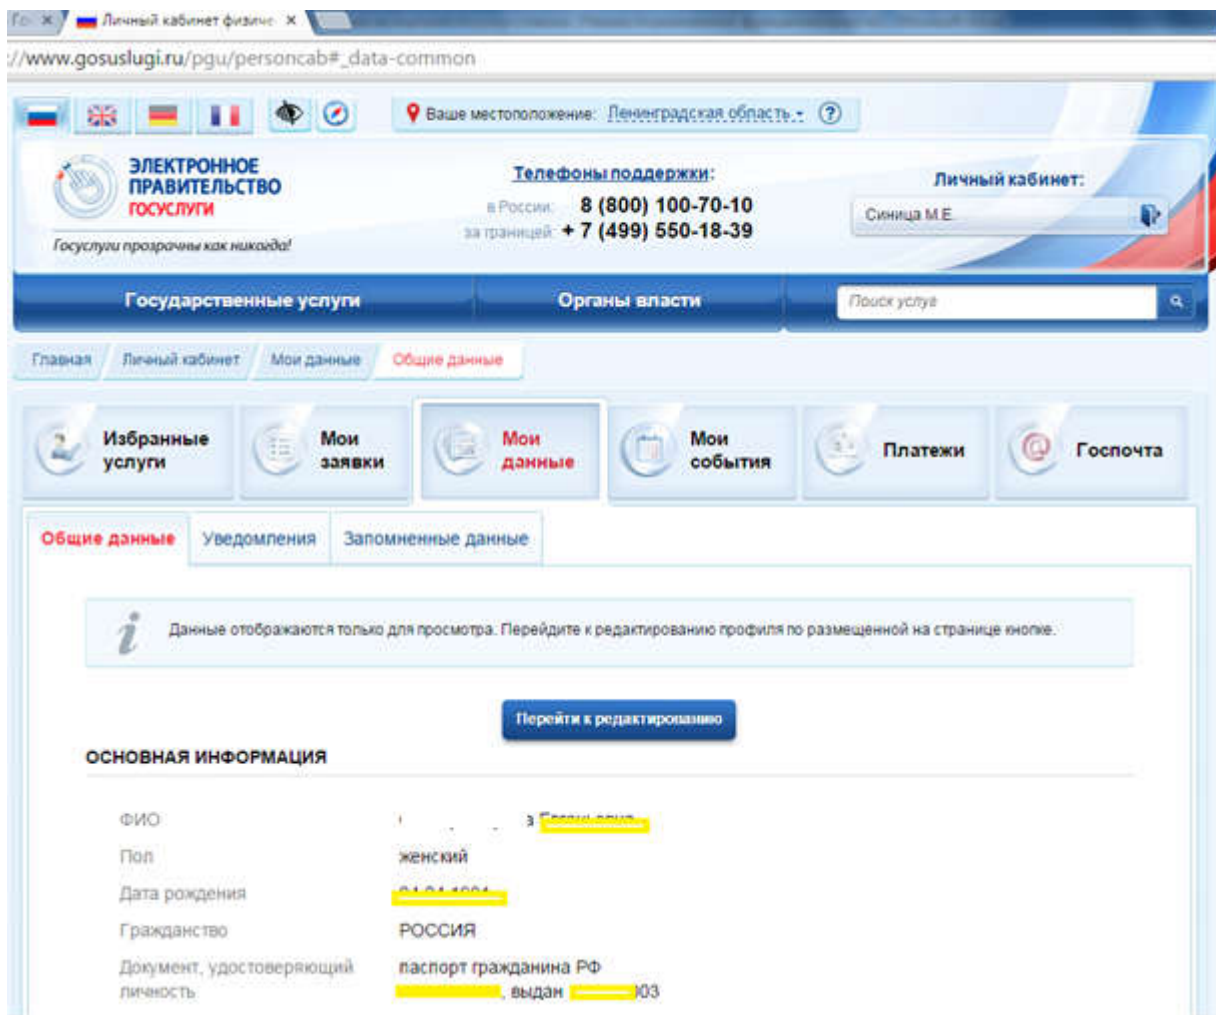 Личный кабинет физиче
://www.gosuslugi.ru/pgu/personcab#_data-common
Ваше местоположение: Ленинградская область
ЭЛЕКТРОННОЕ
ПРАВИТЕЛЬСТВО
ГОСУСЛУГИ
Госуслуги прозрачны как никогда!
Телефоны поддержки:
в России: 8 (800) 100-70-10
за границей: + 7 (499) 550-18-39
Личный кабинет:
Синица М.Е.
Государственные услуги
Органы власти
Поиск услуг
Главная
Личный кабинет
Мои данные
Общие данные
Избранные
услуги
Мои
заявки
Мои
данные
Мои
события
Платежи
Госпочта
Общие данные
Уведомления
Запомненные данные
Данные отображаются только для просмотра. Перейдите к редактированию профиля по размещенной на странице кнопке.
Перейти к редактированию
ОСНОВНАЯ ИНФОРМАЦИЯ
ФИО
Пол женский
Дата рождения
Гражданство РОССИЯ
Документ, удостоверяющий паспорт гражданина РФ
личность , выдан 003